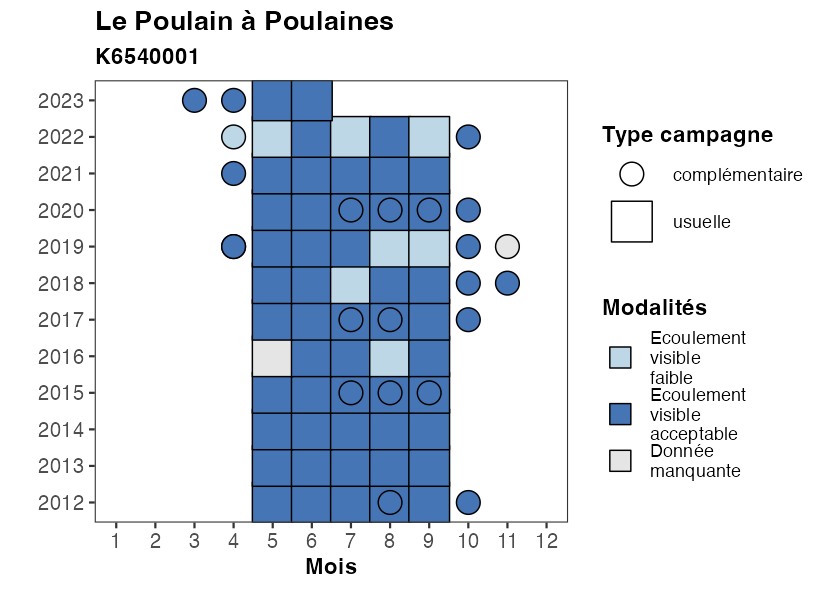 Le Poulain à Poulaines
K6540001
2023
2022
2021
2020
2019
2018
2017
2016
2015
2014
2013
2012
1 2 3 4 5 6 7 8 9 10 11 12
Mois
Type campagne
complémentaire
usuelle
Modalités
Ecoulement
visible
faible
Ecoulement
visible
acceptable
Donnée
manquante